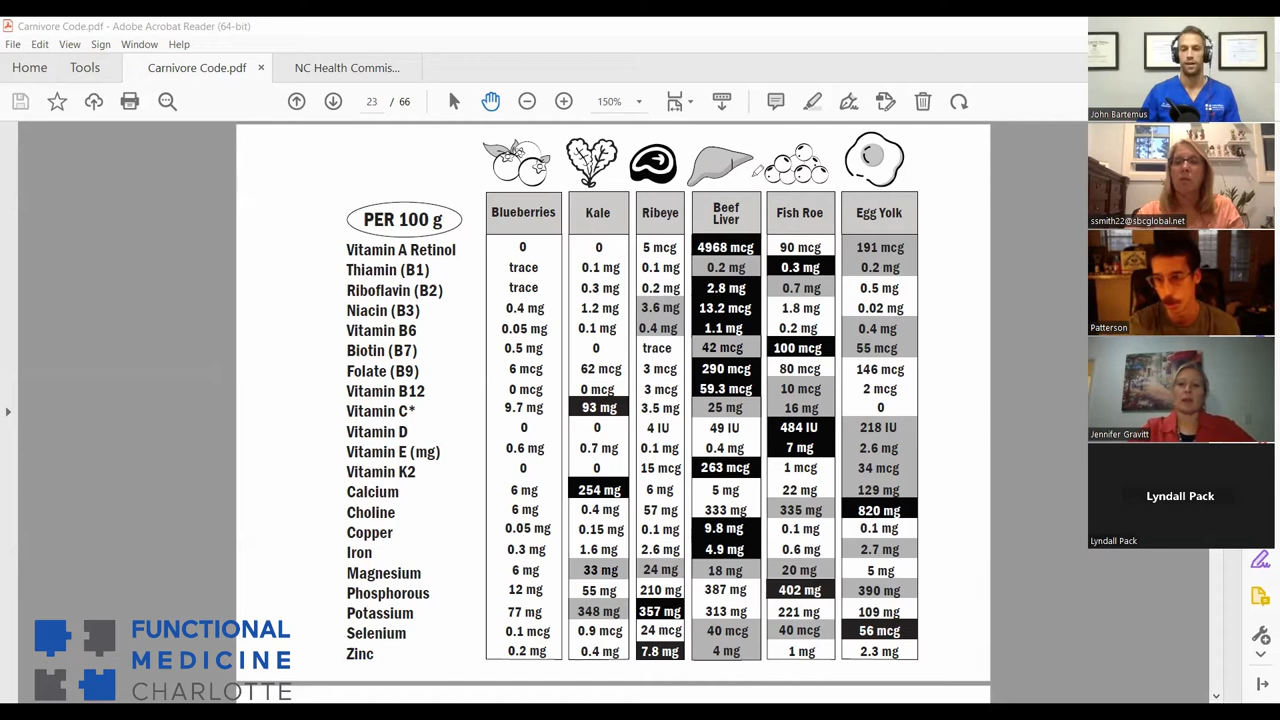 Carnivore Code.pdf - Adobe Acrobat Reader (64-bit)
File Edit View Sign Window Help
Home Tools Carnivore Code.pdf × NC Health Commis...
23 / 66 150%
PER 100 g Blueberries Kale Ribeye Beef Liver Fish Roe Egg Yolk
Vitamin A Retinol 0 0 5 mcg 4968 mcg 90 mcg 191 mcg
Thiamin (B1) trace 0.1 mg 0.1 mg 0.2 mg 0.3 mg 0.2 mg
Riboflavin (B2) trace 0.3 mg 0.2 mg 2.8 mg 0.7 mg 0.5 mg
Niacin (B3) 0.4 mg 1.2 mg 3.6 mg 13.2 mcg 1.8 mg 0.02 mg
Vitamin B6 0.05 mg 0.1 mg 0.4 mg 1.1 mg 0.2 mg 0.4 mg
Biotin (B7) 0.5 mg 0 trace 42 mcg 100 mcg 55 mcg
Folate (B9) 6 mcg 62 mcg 3 mcg 290 mcg 80 mcg 146 mcg
Vitamin B12 0 mcg 0 mcg 3 mcg 59.3 mcg 10 mcg 2 mcg
Vitamin C* 9.7 mg 93 mg 3.5 mg 25 mg 16 mg 0
Vitamin D 0 0 4 IU 49 IU 484 IU 218 IU
Vitamin E (mg) 0.6 mg 0.7 mg 0.1 mg 0.4 mg 7 mg 2.6 mg
Vitamin K2 0 0 15 mcg 263 mcg 1 mcg 34 mcg
Calcium 6 mg 254 mg 6 mg 5 mg 22 mg 129 mg
Choline 6 mg 0.4 mg 57 mg 333 mg 335 mg 820 mg
Copper 0.05 mg 0.15 mg 0.1 mg 9.8 mg 0.1 mg 0.1 mg
Iron 0.3 mg 1.6 mg 2.6 mg 4.9 mg 0.6 mg 2.7 mg
Magnesium 6 mg 33 mg 24 mg 18 mg 20 mg 5 mg
Phosphorous 12 mg 55 mg 210 mg 387 mg 402 mg 390 mg
Potassium 77 mg 348 mg 357 mg 313 mg 221 mg 109 mg
Selenium 0.1 mcg 0.9 mcg 24 mcg 40 mcg 40 mcg 56 mcg
Zinc 0.2 mg 0.4 mg 7.8 mg 4 mg 1 mg 2.3 mg
FUNCTIONAL
MEDICINE
CHARLOTTE
John Bartemus
ssmith22@sbcglobal.net
Patterson
Jennifer Gravitt
Lyndall Pack
Lyndall Pack